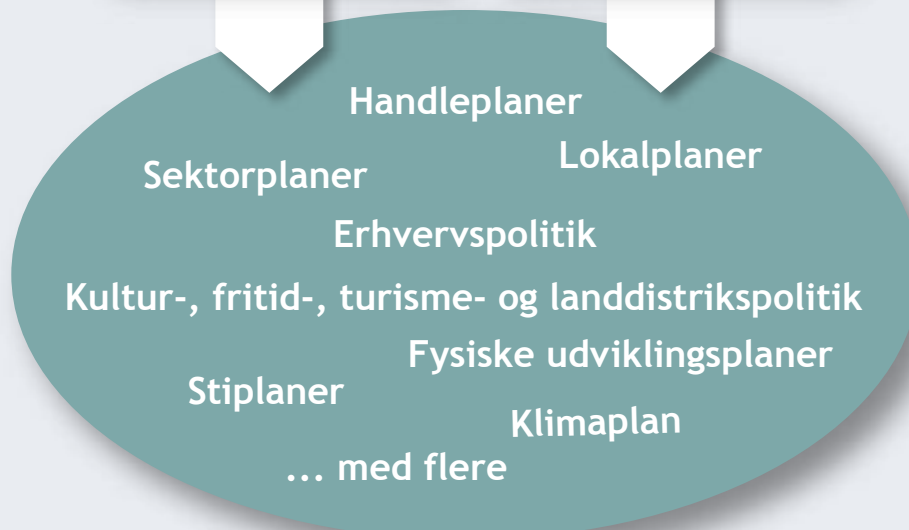 Handleplaner
Lokalplaner
Sektorplaner
Erhvervspolitik
Kultur-, fritid-, turisme- og landdistrikspolitik
Fysiske udviklingsplaner
Stiplaner
Klimaplan
... med flere